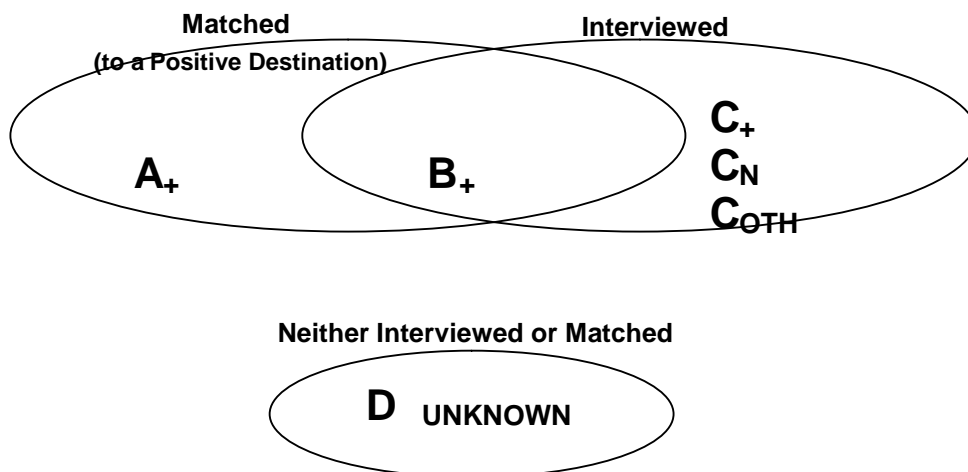 Matched
(to a Positive Destination)
Interviewed
A+
B+
C+
CN
COTH
Neither Interviewed or Matched
D UNKNOWN